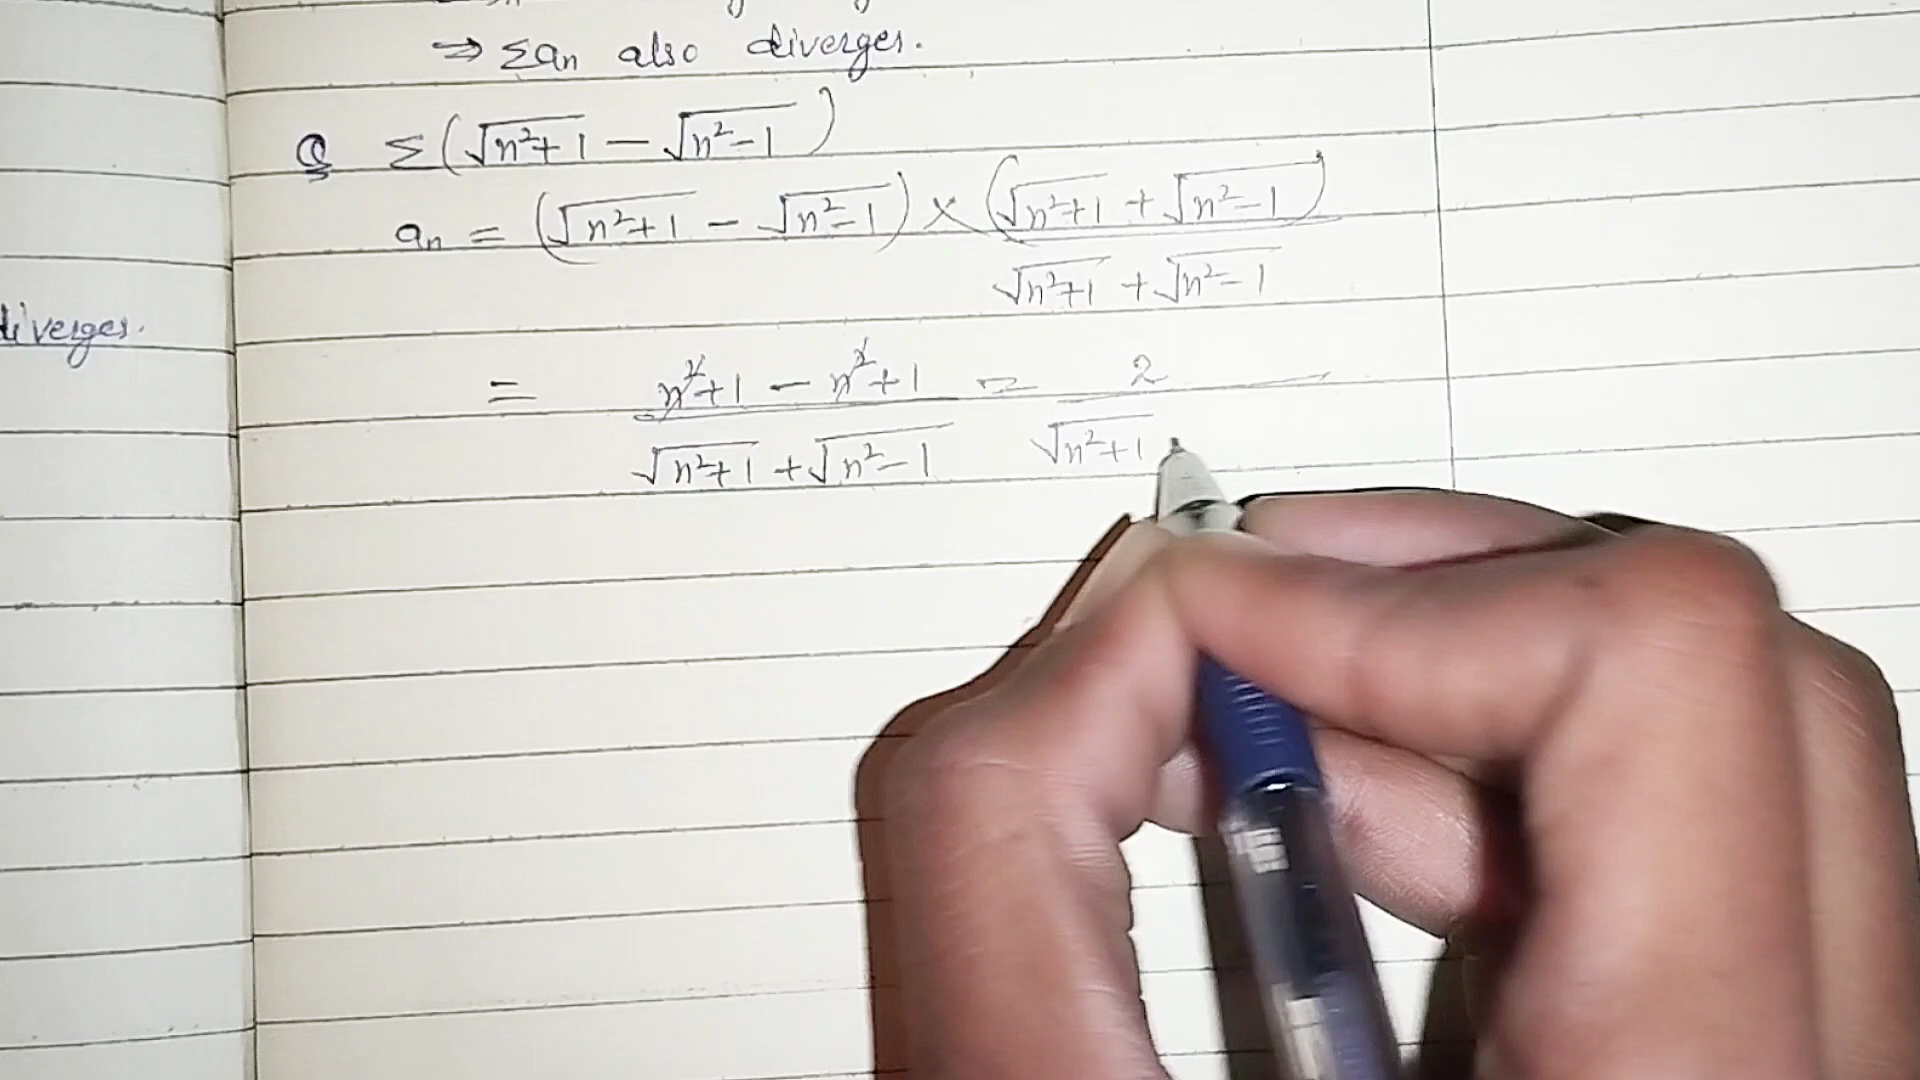 ⇒ Σan also diverges.
Q Σ(√n²+1 − √n²−1)
an = (√n²+1 − √n²−1) × (√n²+1 + √n²−1)
√n²+1 + √n²−1
diverges.
= n²+1 − n²+1 = 2
√n²+1 + √n²−1 √n²+1